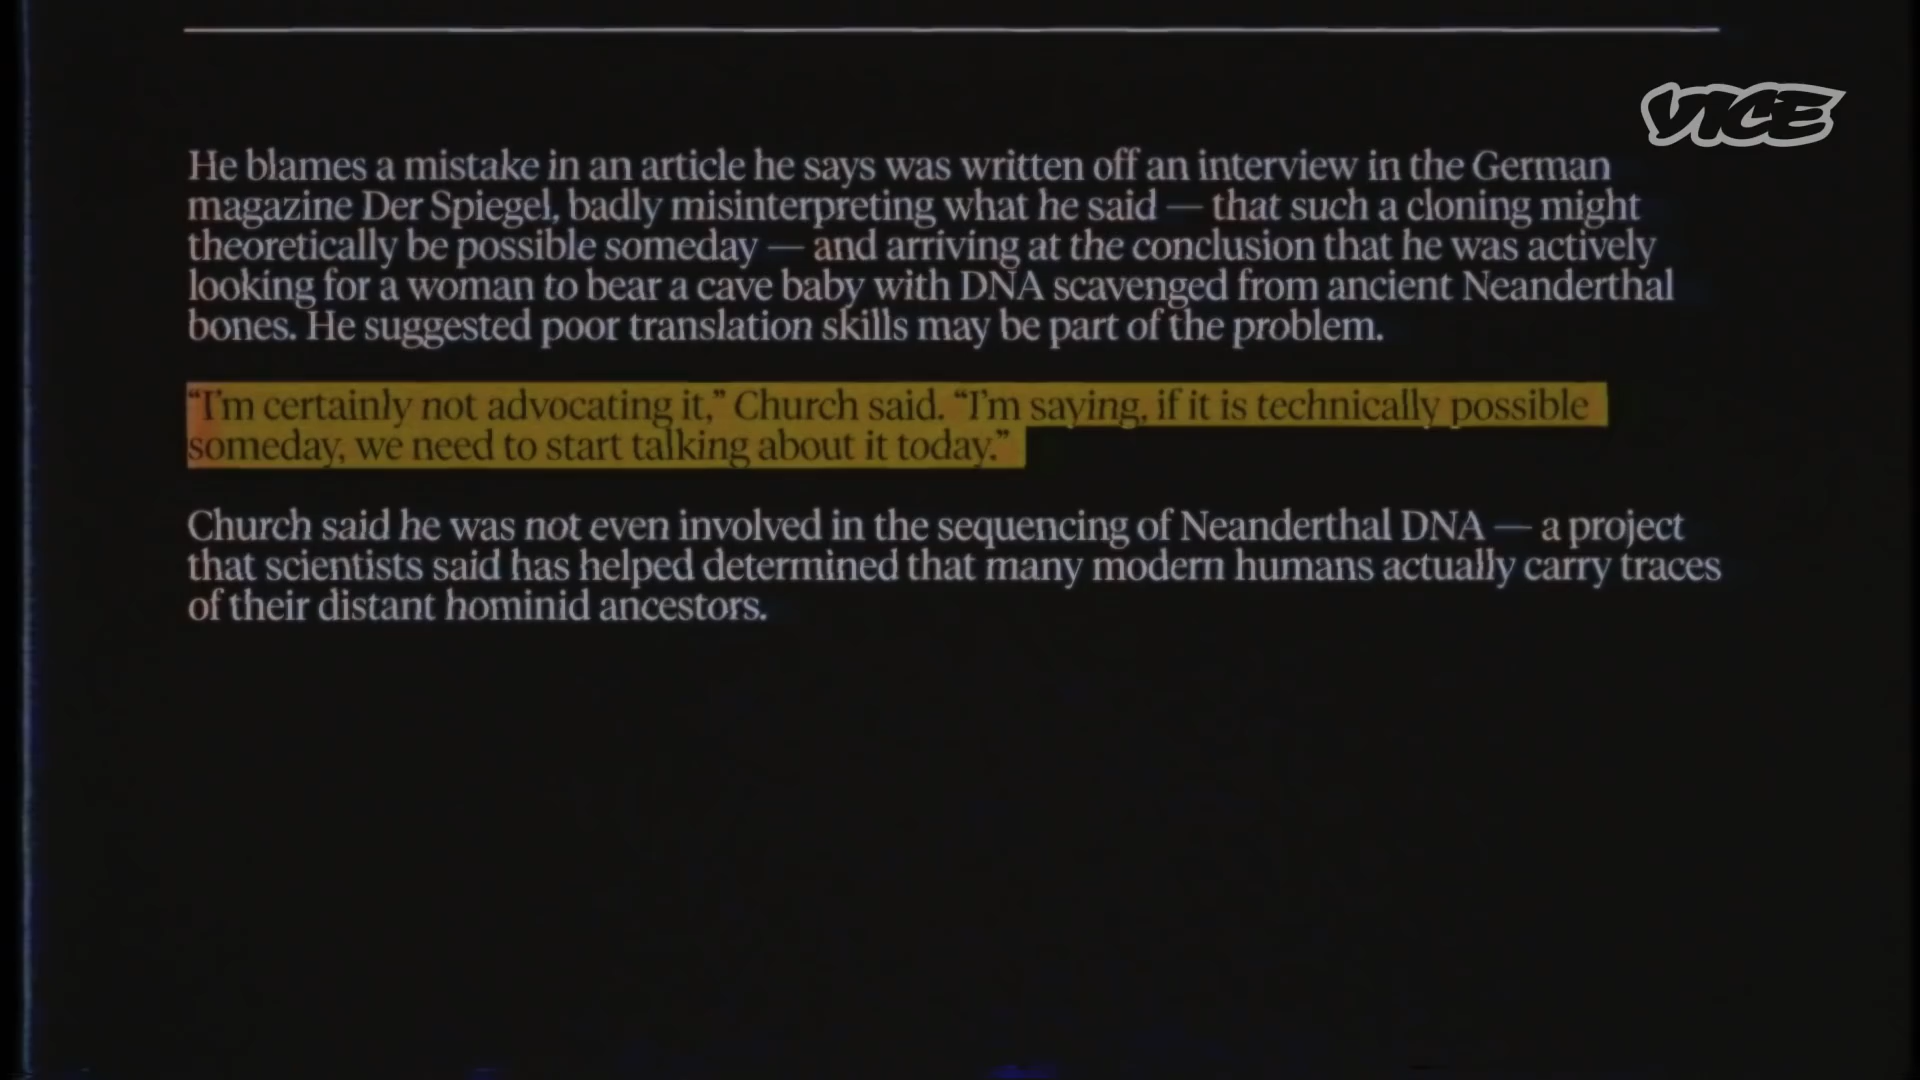 VICE
He blames a mistake in an article he says was written off an interview in the German
magazine Der Spiegel, badly misinterpreting what he said — that such a cloning might
theoretically be possible someday — and arriving at the conclusion that he was actively
looking for a woman to bear a cave baby with DNA scavenged from ancient Neanderthal
bones. He suggested poor translation skills may be part of the problem.
“I’m certainly not advocating it,” Church said. “I’m saying, if it is technically possible
someday, we need to start talking about it today.”
Church said he was not even involved in the sequencing of Neanderthal DNA — a project
that scientists said has helped determined that many modern humans actually carry traces
of their distant hominid ancestors.